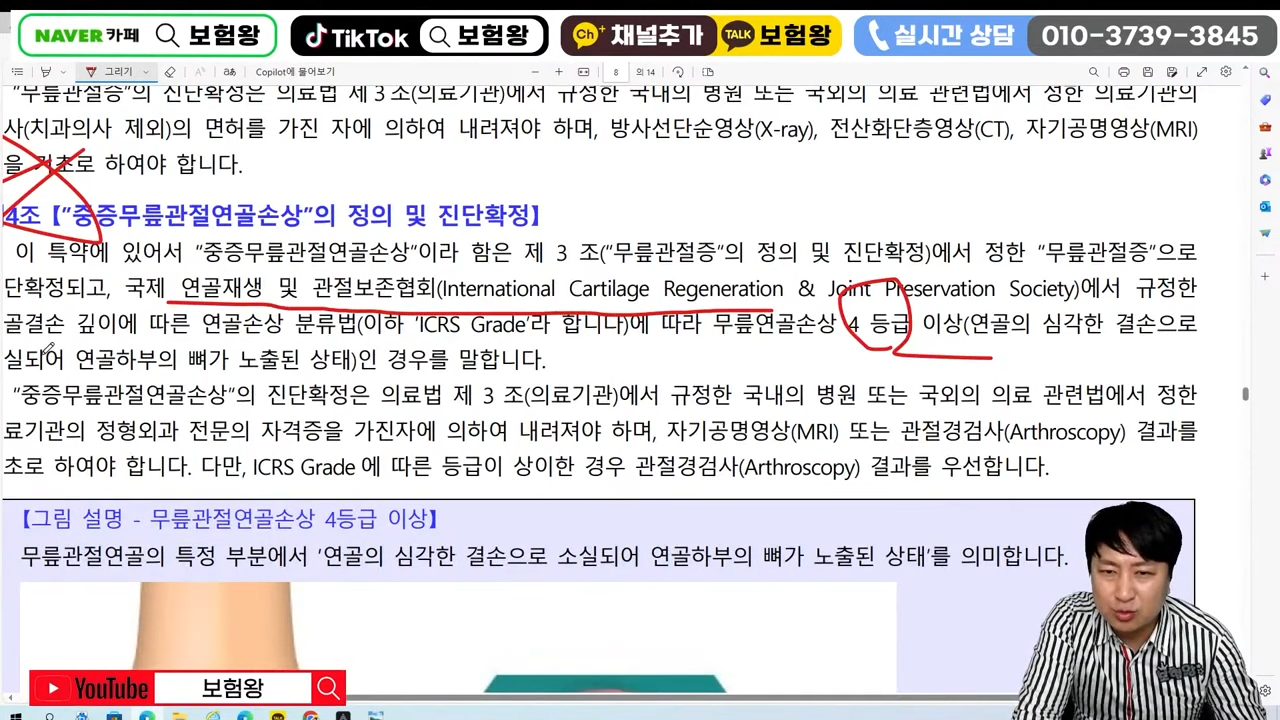 NAVER 카페 보험왕
TikTok 보험왕
Ch+ 채널추가 TALK 보험왕
실시간 상담 010-3739-3845
그리기
Copilot에 물어보기
8 의 14
"무릎관절증"의 진단확정은 의료법 제 3 조(의료기관)에서 규정한 국내의 병원 또는 국외의 의료 관련법에서 정한 의료기관의
사(치과의사 제외)의 면허를 가진 자에 의하여 내려져야 하며, 방사선단순영상(X-ray), 전산화단층영상(CT), 자기공명영상(MRI)
을 기초로 하여야 합니다.
4조 【"중증무릎관절연골손상"의 정의 및 진단확정】
이 특약에 있어서 "중증무릎관절연골손상"이라 함은 제 3 조("무릎관절증"의 정의 및 진단확정)에서 정한 "무릎관절증"으로
단확정되고, 국제 연골재생 및 관절보존협회(International Cartilage Regeneration & Joint Preservation Society)에서 규정한
골결손 깊이에 따른 연골손상 분류법(이하 'ICRS Grade'라 합니다)에 따라 무릎연골손상 4 등급 이상(연골의 심각한 결손으로
실되어 연골하부의 뼈가 노출된 상태)인 경우를 말합니다.
"중증무릎관절연골손상"의 진단확정은 의료법 제 3 조(의료기관)에서 규정한 국내의 병원 또는 국외의 의료 관련법에서 정한
료기관의 정형외과 전문의 자격증을 가진자에 의하여 내려져야 하며, 자기공명영상(MRI) 또는 관절경검사(Arthroscopy) 결과를
초로 하여야 합니다. 다만, ICRS Grade 에 따른 등급이 상이한 경우 관절경검사(Arthroscopy) 결과를 우선합니다.
【그림 설명 - 무릎관절연골손상 4등급 이상】
무릎관절연골의 특정 부분에서 '연골의 심각한 결손으로 소실되어 연골하부의 뼈가 노출된 상태'를 의미합니다.
YouTube 보험왕